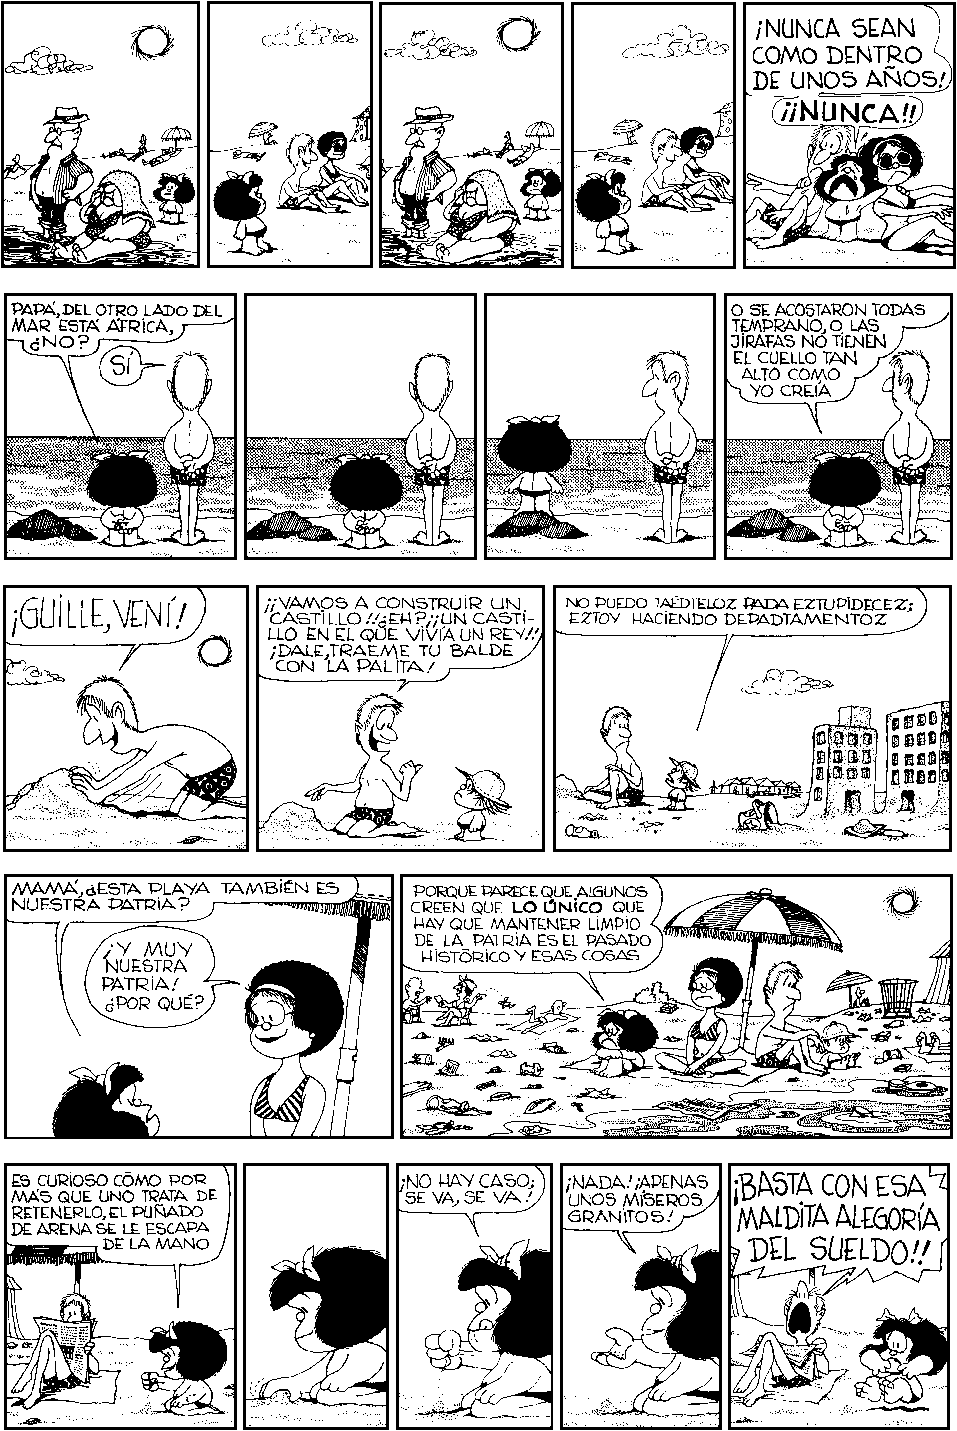 ¡NUNCA SEAN
COMO DENTRO
DE UNOS AÑOS!
¡¡NUNCA!!
PAPÁ, DEL OTRO LADO DEL
MAR ESTÁ ÁFRICA,
¿NO?
SÍ
O SE ACOSTARON TODAS
TEMPRANO, O LAS
JIRAFAS NO TIENEN
EL CUELLO TAN
ALTO COMO
YO CREÍA
¡GUILLE, VENÍ!
¡¡VAMOS A CONSTRUIR UN
CASTILLO!!¿EH?¡¡UN CASTI-
LLO EN EL QUE VIVÍA UN REY!!
¡DALE, TRAEME TU BALDE
CON LA PALITA!
NO PUEDO TAÉDTELOZ PADA EZTUPIDECEZ;
EZTOY HACIENDO DEPADTAMENTOZ
MAMÁ, ¿ESTA PLAYA TAMBIÉN ES
NUESTRA PATRIA?
¡Y MUY
NUESTRA
PATRIA!
¿POR QUÉ?
PORQUE PARECE QUE ALGUNOS
CREEN QUE LO ÚNICO QUE
HAY QUE MANTENER LIMPIO
DE LA PATRIA ES EL PASADO
HISTÓRICO Y ESAS COSAS
ES CURIOSO CÓMO POR
MÁS QUE UNO TRATA DE
RETENERLO, EL PUÑADO
DE ARENA SE LE ESCAPA
DE LA MANO
¡NO HAY CASO;
SE VA, SE VA!
¡NADA! ¡APENAS
UNOS MÍSEROS
GRANITOS!
¡BASTA CON ESA
MALDITA ALEGORÍA
DEL SUELDO!!